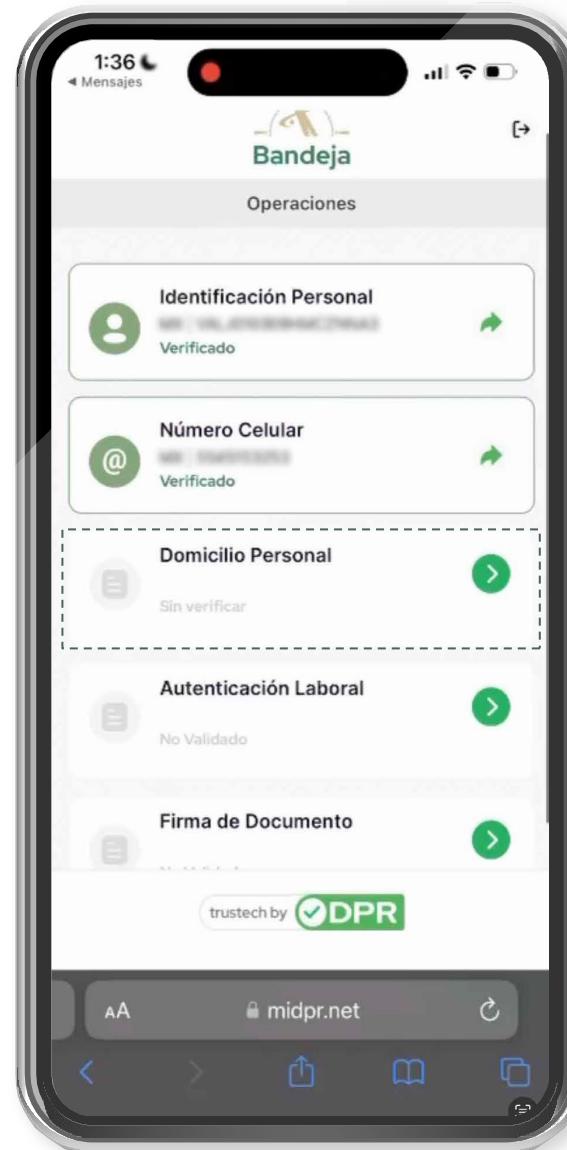 1:36
◄ Mensajes
Bandeja
Operaciones
Identificación Personal
Verificado
@
Número Celular
Verificado
Domicilio Personal
Sin verificar
Autenticación Laboral
No Validado
Firma de Documento
trustech by DPR
AA midpr.net